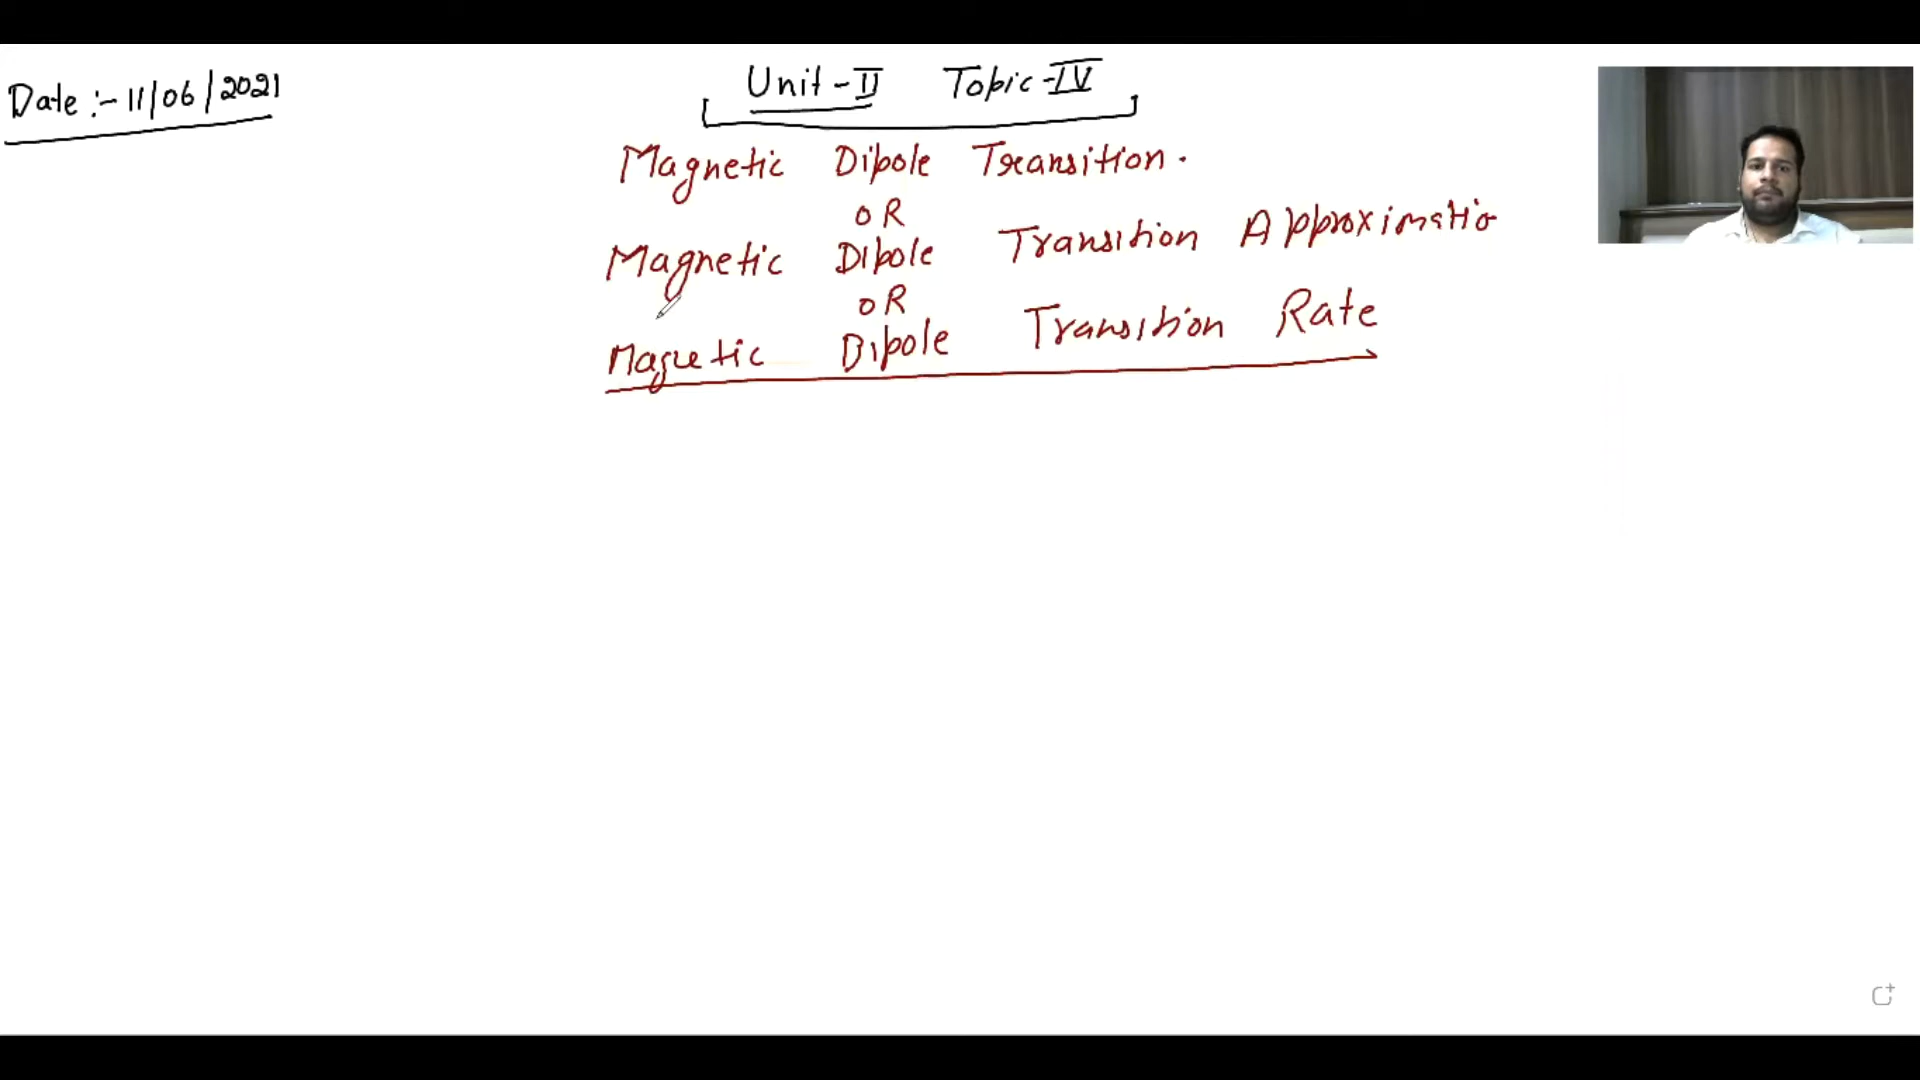 Date :- 11/06/2021
Unit-II Topic-IV
Magnetic Dipole Transition.
OR
Magnetic Dipole Transition Approximatio
OR
Magnetic Dipole Transition Rate